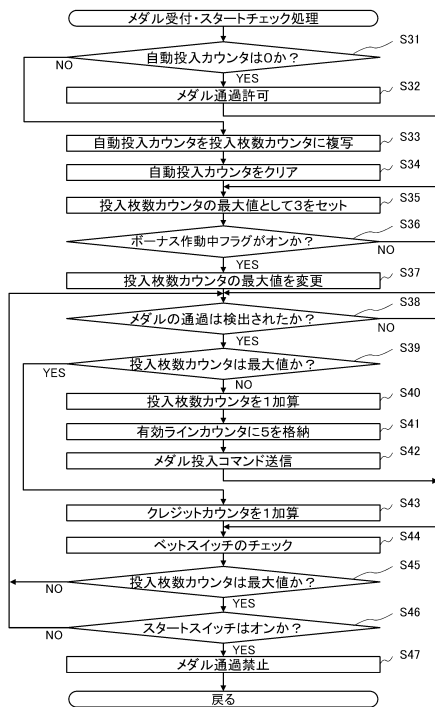 メダル受付・スタートチェック処理
S31
自動投入カウンタは0か？
NO
YES
S32
メダル通過許可
S33
自動投入カウンタを投入枚数カウンタに複写
S34
自動投入カウンタをクリア
S35
投入枚数カウンタの最大値として3をセット
S36
ボーナス作動中フラグがオンか？
NO
YES
S37
投入枚数カウンタの最大値を変更
S38
メダルの通過は検出されたか？
NO
YES
S39
投入枚数カウンタは最大値か？
YES
NO
S40
投入枚数カウンタを1加算
S41
有効ラインカウンタに5を格納
S42
メダル投入コマンド送信
S43
クレジットカウンタを1加算
S44
ベットスイッチのチェック
S45
投入枚数カウンタは最大値か？
NO
YES
S46
スタートスイッチはオンか？
NO
YES
S47
メダル通過禁止
戻る